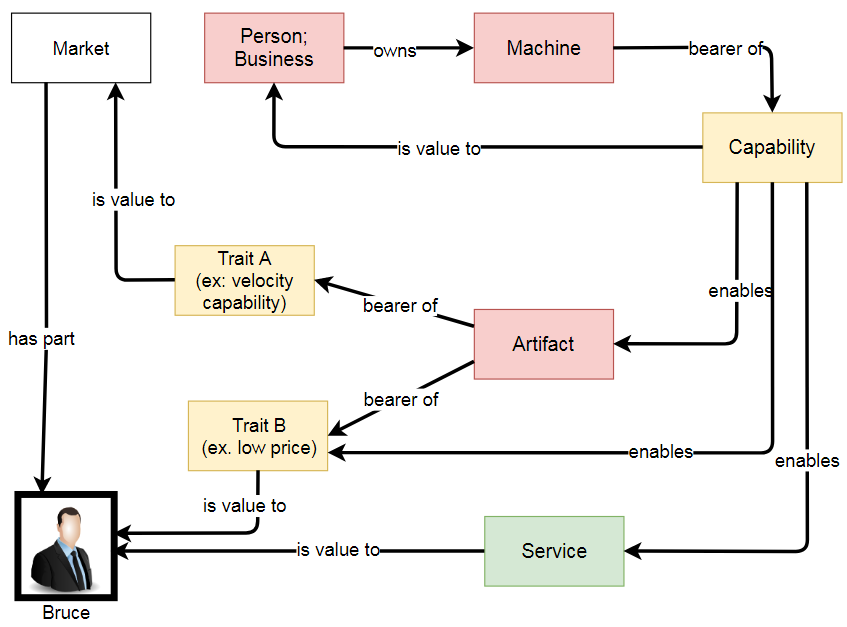 Market
Person;
Business
owns
Machine
bearer of
Capability
is value to
is value to
Trait A
(ex: velocity
capability)
bearer of
enables
Artifact
has part
bearer of
Trait B
(ex. low price)
enables
enables
is value to
is value to
Service
Bruce